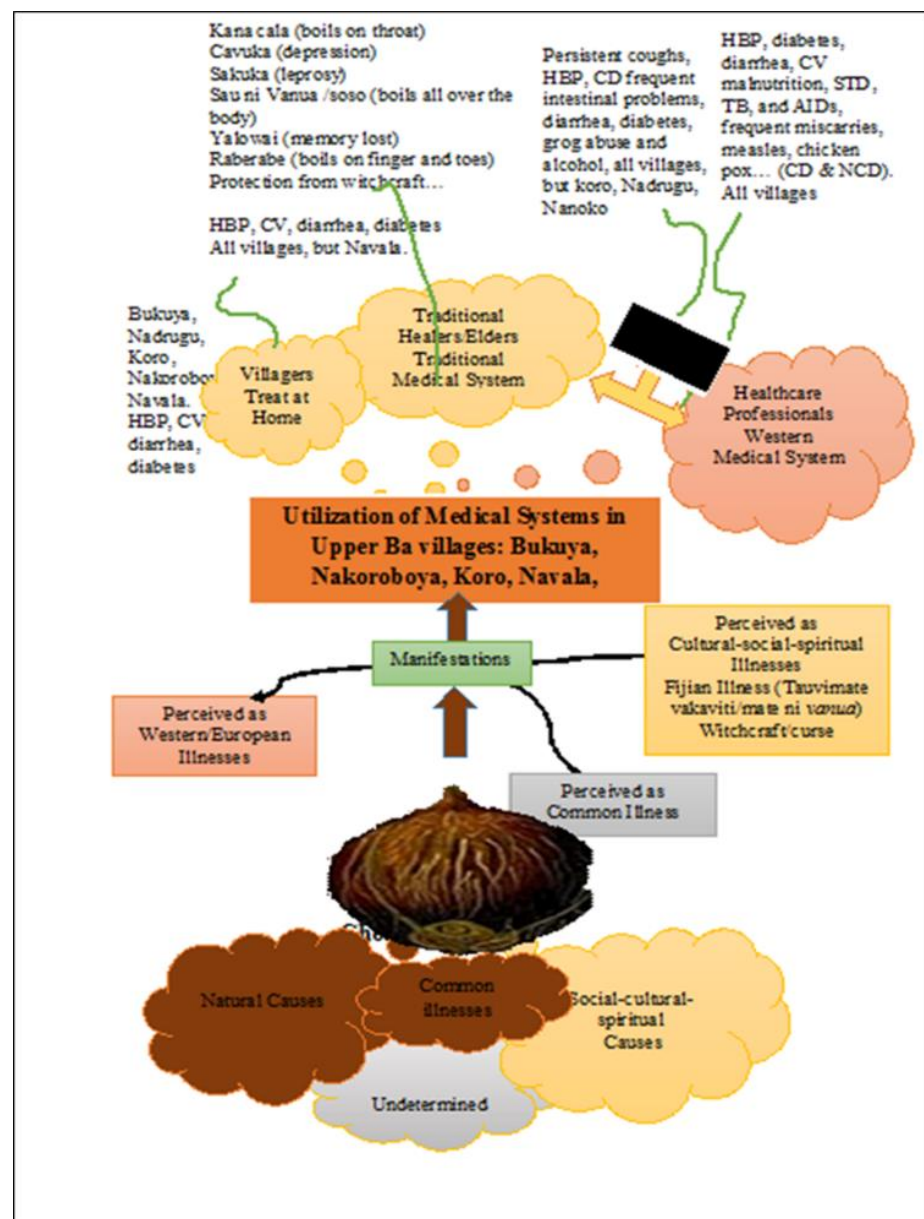 Kana cala (boils on throat)
Cavuka (depression)
Sakuka (leprosy)
Sau ni Vanua /soso (boils all over the
body)
Yalowai (memory lost)
Raberabe (boils on finger and toes)
Protection from witchcraft…
HBP, CV, diarrhea, diabetes
All villages, but Navala.
Persistent coughs,
HBP, CD frequent
intestinal problems,
diarrhea, diabetes,
grog abuse and
alcohol, all villages,
but koro, Nadrugu,
Nanoko
HBP, diabetes,
diarrhea, CV
malnutrition, STD,
TB, and AIDs,
frequent miscarries,
measles, chicken
pox… (CD & NCD).
All villages
Bukuya,
Nadrugu,
Koro,
Nakoroboy
Navala.
HBP, CV
diarrhea,
diabetes
Villagers
Treat at
Home
Traditional
Healers/Elders
Traditional
Medical System
Healthcare
Professionals
Western
Medical System
Utilization of Medical Systems in
Upper Ba villages: Bukuya,
Nakoroboya, Koro, Navala,
Manifestations
Perceived as
Cultural-social-spiritual
Illnesses
Fijian Illness (Tauvimate
vakaviti/mate ni vanua)
Witchcraft/curse
Perceived as
Western/European
Illnesses
Perceived as
Common Illness
Natural Causes
Common
illnesses
Social-cultural-
spiritual
Causes
Undetermined